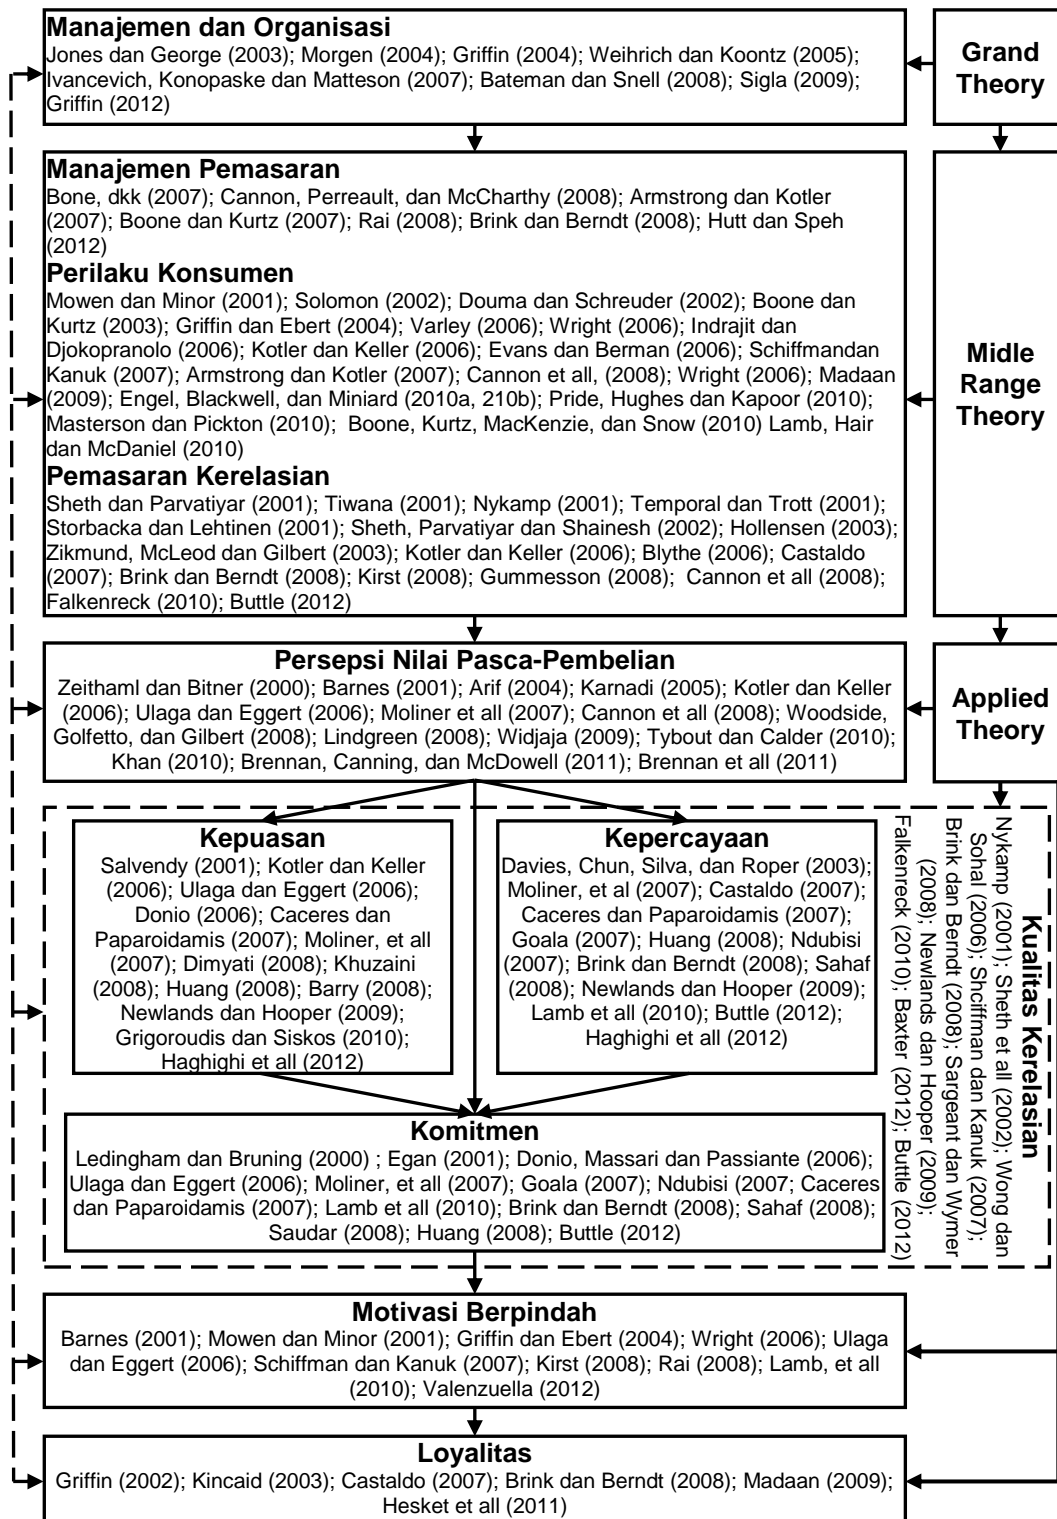 Manajemen dan Organisasi
Jones dan George (2003); Morgen (2004); Griffin (2004); Weihrich dan Koontz (2005);
Ivancevich, Konopaske dan Matteson (2007); Bateman dan Snell (2008); Sigla (2009);
Griffin (2012)
Grand
Theory
Manajemen Pemasaran
Bone, dkk (2007); Cannon, Perreault, dan McCharthy (2008); Armstrong dan Kotler
(2007); Boone dan Kurtz (2007); Rai (2008); Brink dan Berndt (2008); Hutt dan Speh
(2012)
Perilaku Konsumen
Mowen dan Minor (2001); Solomon (2002); Douma dan Schreuder (2002); Boone dan
Kurtz (2003); Griffin dan Ebert (2004); Varley (2006); Wright (2006); Indrajit dan
Djokopranolo (2006); Kotler dan Keller (2006); Evans dan Berman (2006); Schiffmandan
Kanuk (2007); Armstrong dan Kotler (2007); Cannon et all, (2008); Wright (2006); Madaan
(2009); Engel, Blackwell, dan Miniard (2010a, 210b); Pride, Hughes dan Kapoor (2010);
Masterson dan Pickton (2010); Boone, Kurtz, MacKenzie, dan Snow (2010) Lamb, Hair
dan McDaniel (2010)
Pemasaran Kerelasian
Sheth dan Parvatiyar (2001); Tiwana (2001); Nykamp (2001); Temporal dan Trott (2001);
Storbacka dan Lehtinen (2001); Sheth, Parvatiyar dan Shainesh (2002); Hollensen (2003);
Zikmund, McLeod dan Gilbert (2003); Kotler dan Keller (2006); Blythe (2006); Castaldo
(2007); Brink dan Berndt (2008); Kirst (2008); Gummesson (2008); Cannon et all (2008);
Falkenreck (2010); Buttle (2012)
Midle
Range
Theory
Persepsi Nilai Pasca-Pembelian
Zeithaml dan Bitner (2000); Barnes (2001); Arif (2004); Karnadi (2005); Kotler dan Keller
(2006); Ulaga dan Eggert (2006); Moliner et all (2007); Cannon et all (2008); Woodside,
Golfetto, dan Gilbert (2008); Lindgreen (2008); Widjaja (2009); Tybout dan Calder (2010);
Khan (2010); Brennan, Canning, dan McDowell (2011); Brennan et all (2011)
Applied
Theory
Kepuasan
Salvendy (2001); Kotler dan Keller
(2006); Ulaga dan Eggert (2006);
Donio (2006); Caceres dan
Paparoidamis (2007); Moliner, et all
(2007); Dimyati (2008); Khuzaini
(2008); Huang (2008); Barry (2008);
Newlands dan Hooper (2009);
Grigoroudis dan Siskos (2010);
Haghighi et all (2012)
Kepercayaan
Davies, Chun, Silva, dan Roper (2003);
Moliner, et al (2007); Castaldo (2007);
Caceres dan Paparoidamis (2007);
Goala (2007); Huang (2008); Ndubisi
(2007); Brink dan Berndt (2008); Sahaf
(2008); Newlands dan Hooper (2009);
Lamb et all (2010); Buttle (2012);
Haghighi et all (2012)
Kualitas Kerelasian
Nykamp (2001); Sheth et all (2002); Wong dan
Sohal (2006); Shciffman dan Kanuk (2007);
Brink dan Berndt (2008); Sargeant dan Wymer
(2008); Newlands dan Hooper (2009);
Falkenreck (2010); Baxter (2012); Buttle (2012)
Komitmen
Ledingham dan Bruning (2000) ; Egan (2001); Donio, Massari dan Passiante (2006);
Ulaga dan Eggert (2006); Moliner, et all (2007); Goala (2007); Ndubisi (2007; Caceres
dan Paparoidamis (2007); Lamb et all (2010); Brink dan Berndt (2008); Sahaf (2008);
Saudar (2008); Huang (2008); Buttle (2012)
Motivasi Berpindah
Barnes (2001); Mowen dan Minor (2001); Griffin dan Ebert (2004); Wright (2006); Ulaga
dan Eggert (2006); Schiffman dan Kanuk (2007); Kirst (2008); Rai (2008); Lamb, et all
(2010); Valenzuella (2012)
Loyalitas
Griffin (2002); Kincaid (2003); Castaldo (2007); Brink dan Berndt (2008); Madaan (2009);
Hesket et all (2011)